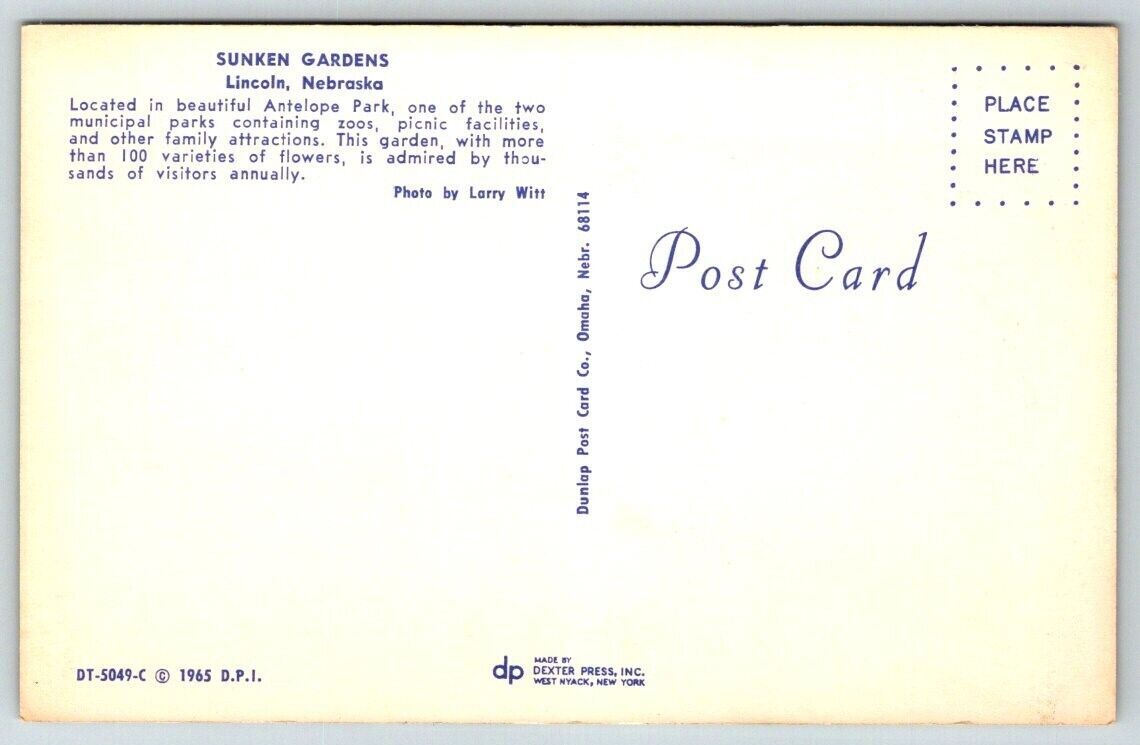 SUNKEN GARDENS
Lincoln, Nebraska
Located in beautiful Antelope Park, one of the two
municipal parks containing zoos, picnic facilities,
and other family attractions. This garden, with more
than 100 varieties of flowers, is admired by thou-
sands of visitors annually.
Photo by Larry Witt
Dunlap Post Card Co., Omaha, Nebr. 68114
PLACE
STAMP
HERE
Post Card
DT-5049-C © 1965 D.P.I.
dp
MADE BY
DEXTER PRESS, INC.
WEST NYACK, NEW YORK